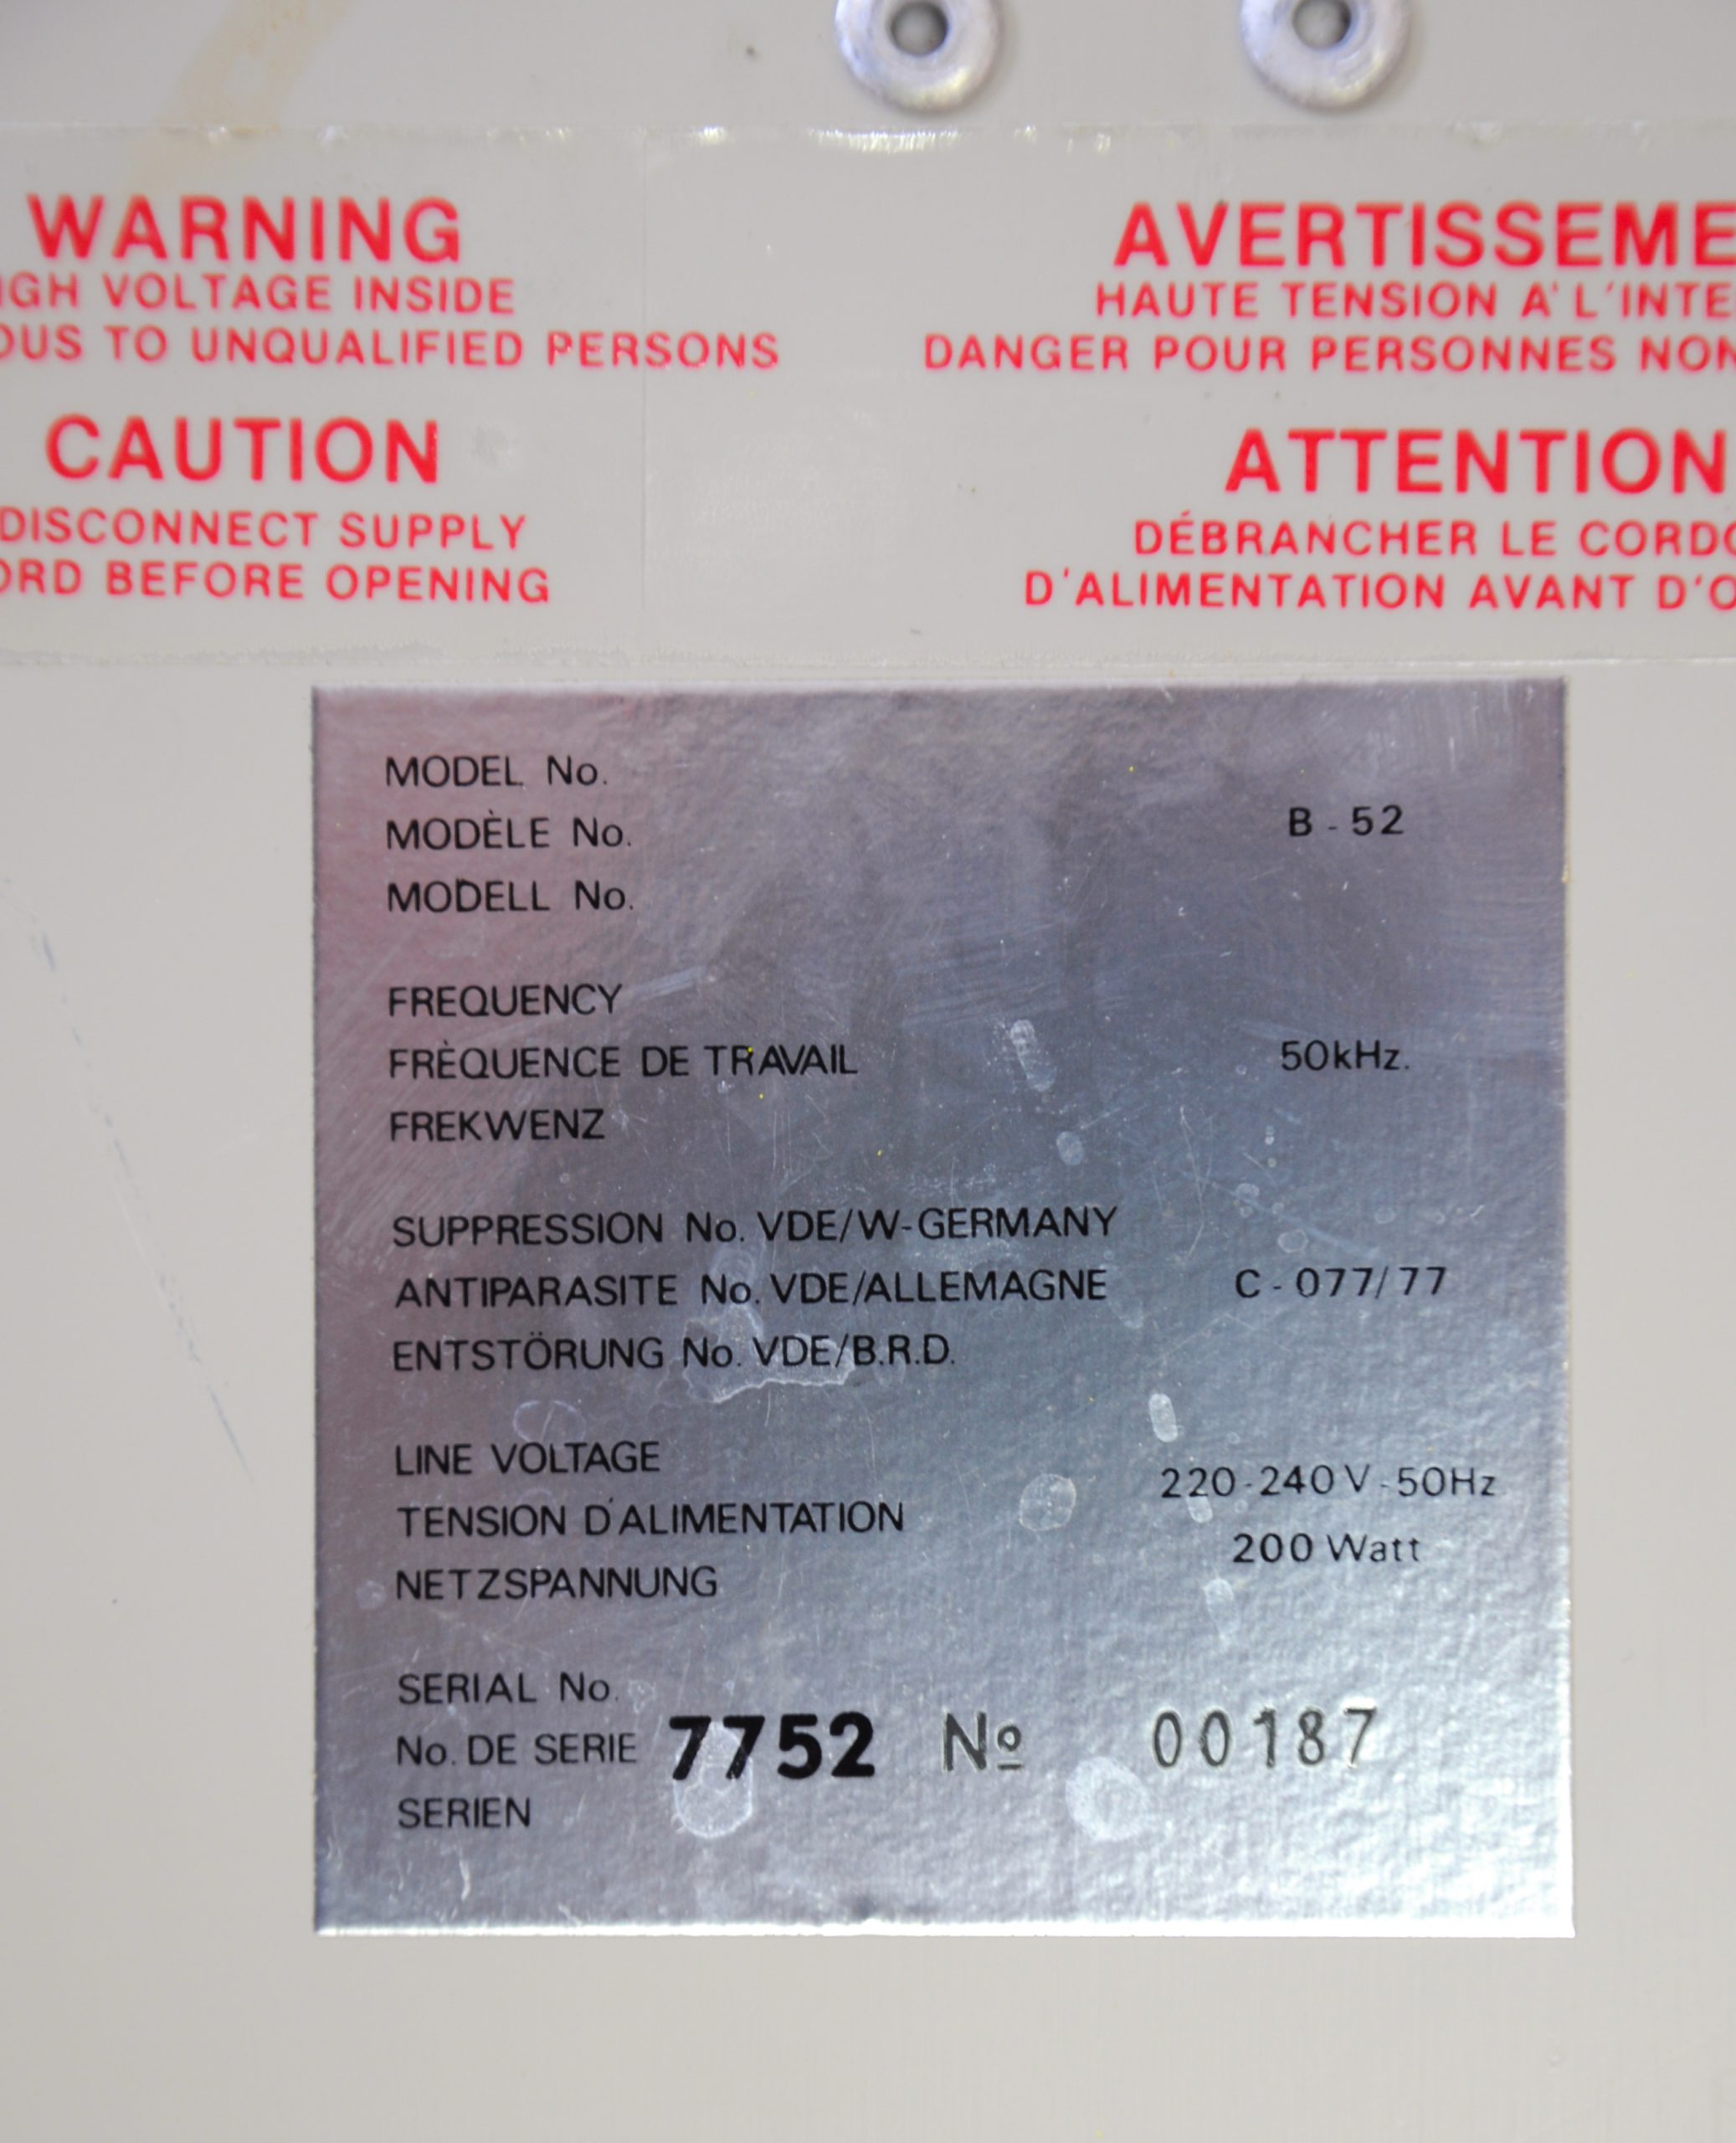 WARNING
IGH VOLTAGE INSIDE
OUS TO UNQUALIFIED PERSONS
CAUTION
DISCONNECT SUPPLY
ORD BEFORE OPENING
AVERTISSEME
HAUTE TENSION A' L'INTE
DANGER POUR PERSONNES NON
ATTENTION
DÉBRANCHER LE CORDO
D'ALIMENTATION AVANT D'O
MODEL No.
MODÈLE No. B - 52
MODELL No.
FREQUENCY
FRÈQUENCE DE TRAVAIL 50kHz.
FREKWENZ
SUPPRESSION No. VDE/W-GERMANY
ANTIPARASITE No. VDE/ALLEMAGNE C - 077/77
ENTSTÖRUNG No. VDE/B.R.D.
LINE VOLTAGE
220-240V-50Hz
TENSION D'ALIMENTATION
200 Watt
NETZSPANNUNG
SERIAL No.
No. DE SERIE 7752 Nº 00187
SERIEN